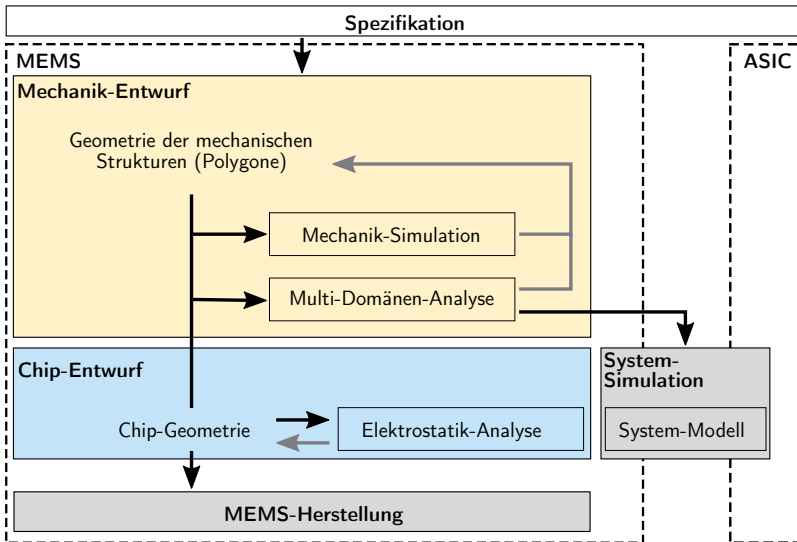 Spezifikation
MEMS
ASIC
Mechanik-Entwurf
Geometrie der mechanischen
Strukturen (Polygone)
Mechanik-Simulation
Multi-Domänen-Analyse
Chip-Entwurf
System-
Simulation
Chip-Geometrie
Elektrostatik-Analyse
System-Modell
MEMS-Herstellung